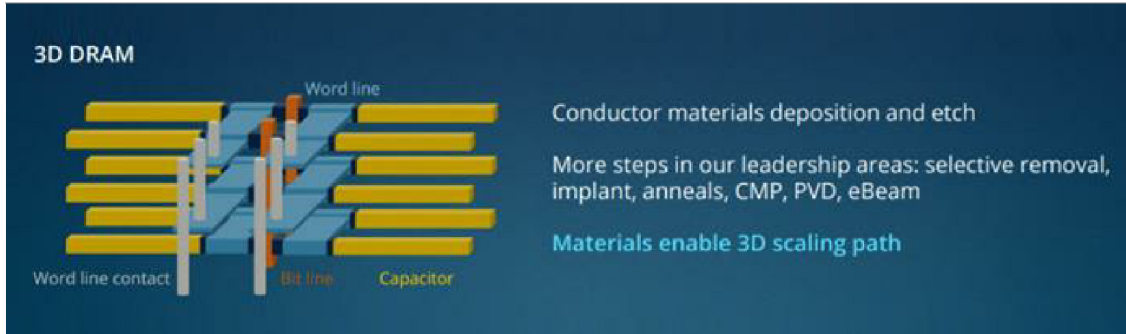 3D DRAM
Word line
Word line contact
Bit line
Capacitor
Conductor materials deposition and etch
More steps in our leadership areas: selective removal,
implant, anneals, CMP, PVD, eBeam
Materials enable 3D scaling path